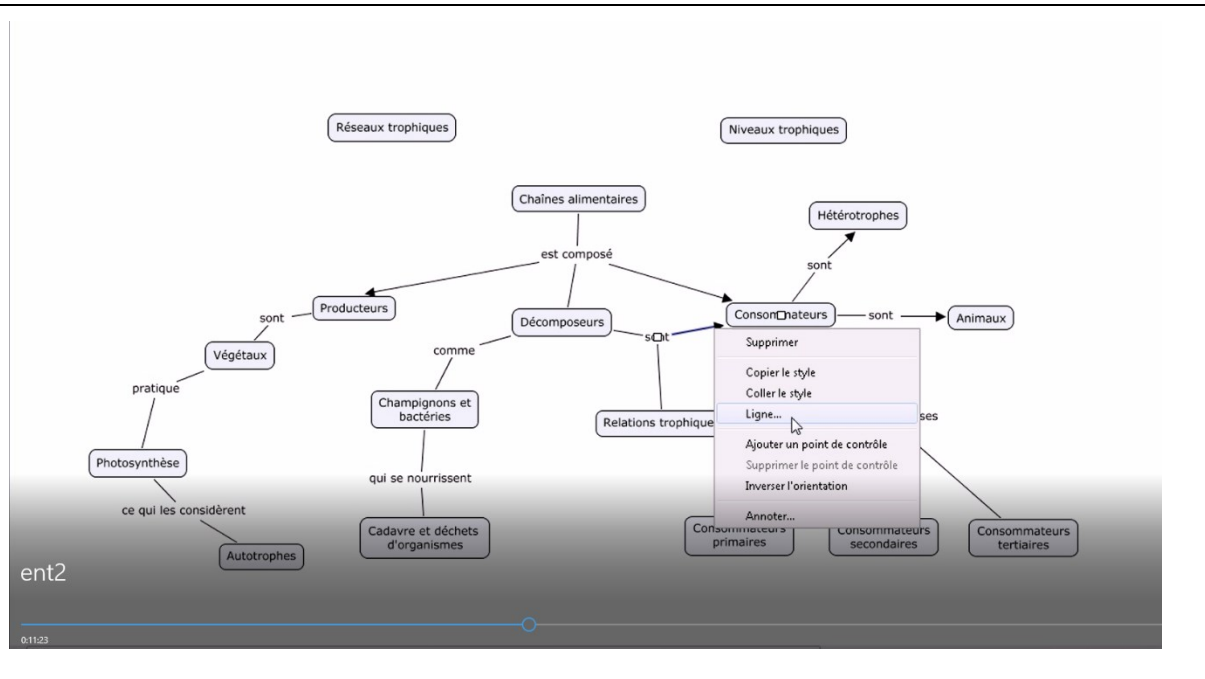 Réseaux trophiques
Niveaux trophiques
Chaînes alimentaires
Hétérotrophes
est composé
sont
Producteurs
Consommateurs
sont
Animaux
sont
Décomposeurs
sont
Végétaux
comme
Supprimer
Copier le style
Coller le style
Ligne...
Ajouter un point de contrôle
Supprimer le point de contrôle
Inverser l'orientation
Annoter...
pratique
Champignons et
bactéries
Relations trophique
ses
Photosynthèse
qui se nourrissent
ce qui les considèrent
Autotrophes
Cadavre et déchets
d'organismes
Consommateurs
primaires
Consommateurs
secondaires
Consommateurs
tertiaires
ent2
0:11:23